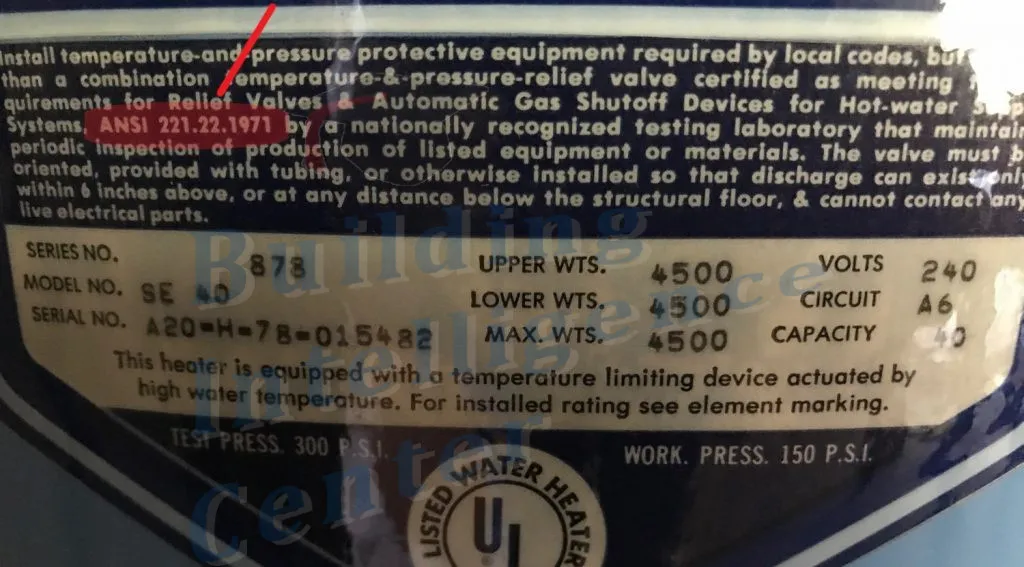 Install temperature-and-pressure protective equipment required by local codes, but
than a combination temperature-&-pressure-relief valve certified as meeting
quirements for Relief Valves & Automatic Gas Shutoff Devices for Hot-water
Systems, ANSI 221.22.1971 by a nationally recognized testing laboratory that maintain
periodic inspection of production of listed equipment or materials. The valve must b
oriented, provided with tubing, or otherwise installed so that discharge can exist only
within 6 inches above, or at any distance below the structural floor, & cannot contact any
live electrical parts.
SERIES NO. 878 UPPER WTS. 4500 VOLTS 240
MODEL NO. SE 40 LOWER WTS. 4500 CIRCUIT A6
SERIAL NO. A20-H-78-015482 MAX. WTS. 4500 CAPACITY 40
This heater is equipped with a temperature limiting device actuated by
high water temperature. For installed rating see element marking.
TEST PRESS. 300 P.S.I. WORK. PRESS. 150 P.S.I.
LISTED WATER HEATER
UL
Building
Intelligence
Center